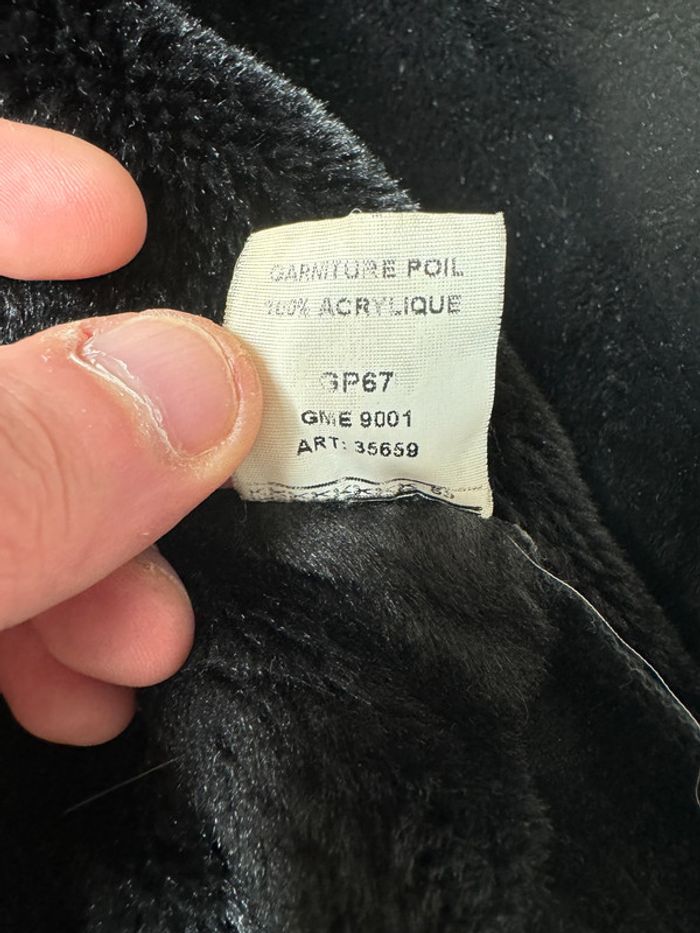 GARNITURE POIL
100% ACRYLIQUE
GP67
GME 9001
ART: 35659